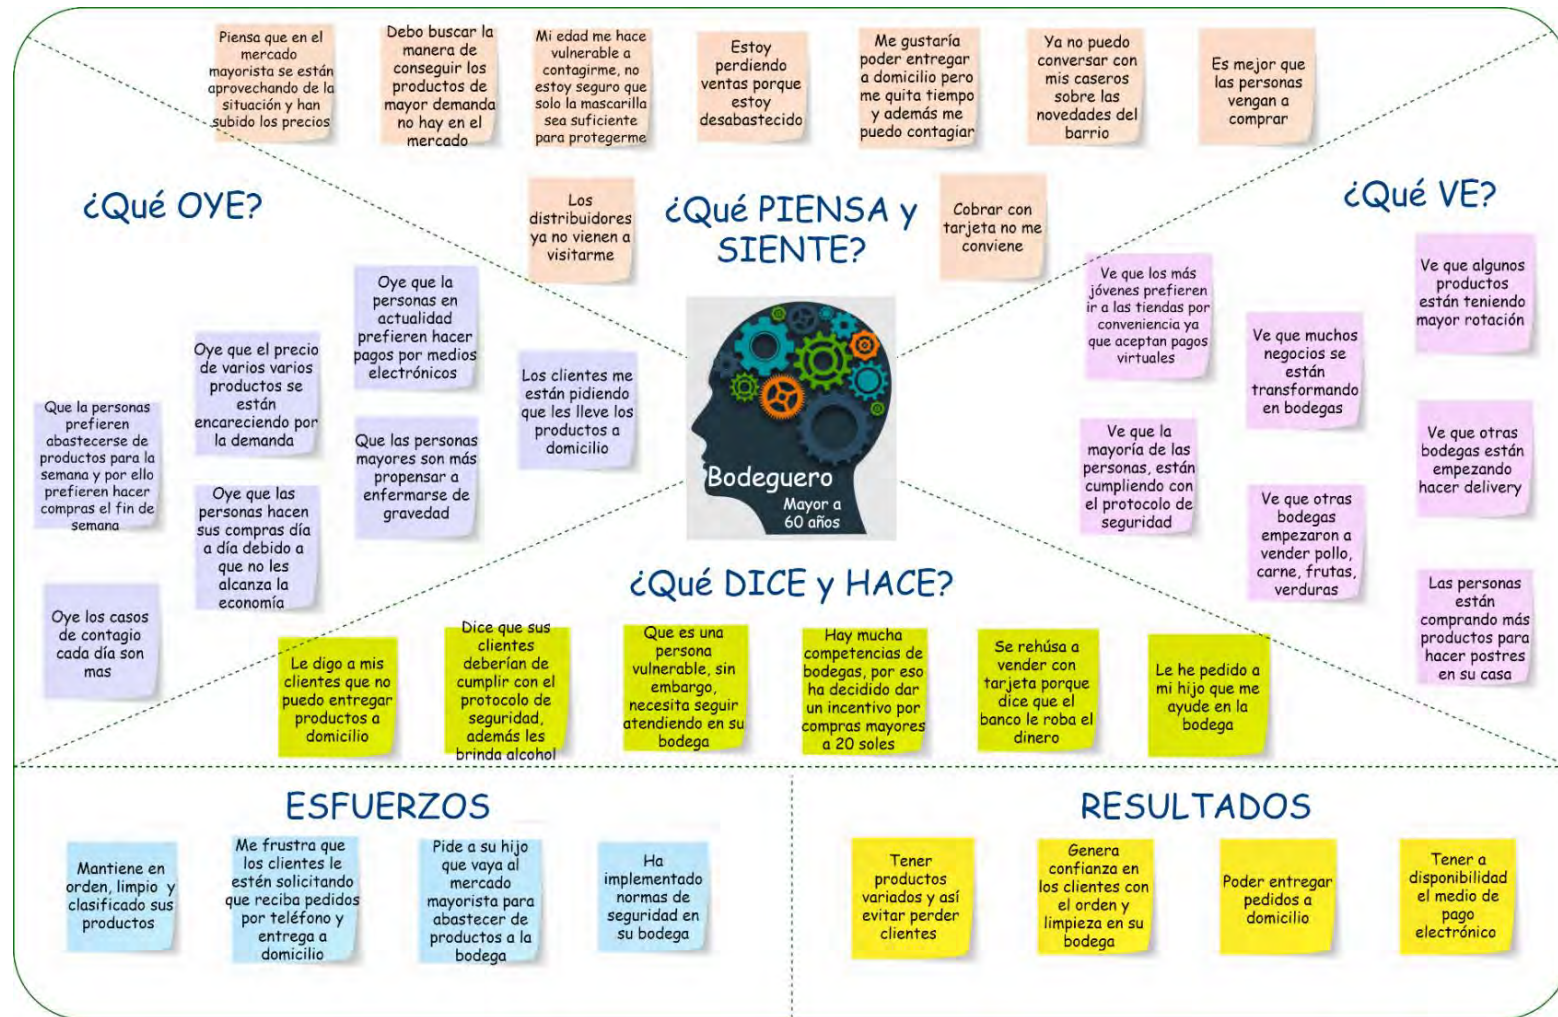 Piensa que en el
mercado
mayorista se están
aprovechando de la
situación y han
subido los precios
Debo buscar la
manera de
conseguir los
productos de
mayor demanda
no hay en el
mercado
Mi edad me hace
vulnerable a
contagirme, no
estoy seguro que
solo la mascarilla
sea suficiente
para protegerme
Estoy
perdiendo
ventas porque
estoy
desabastecido
Me gustaría
poder entregar
a domicilio pero
me quita tiempo
y además me
puedo contagiar
Ya no puedo
conversar con
mis caseros
sobre las
novedades del
barrio
Es mejor que
las personas
vengan a
comprar
Los
distribuidores
ya no vienen a
visitarme
¿Qué PIENSA y
SIENTE?
Cobrar con
tarjeta no me
conviene
¿Qué OYE?
Oye que la
personas en
actualidad
prefieren hacer
pagos por medios
electrónicos
Oye que el precio
de varios varios
productos se
están
encareciendo por
la demanda
Los clientes me
están pidiendo
que les lleve los
productos a
domicilio
Que la personas
prefieren
abastecerse de
productos para la
semana y por ello
prefieren hacer
compras el fin de
semana
Que las personas
mayores son más
propensar a
enfermarse de
gravedad
Oye que las
personas hacen
sus compras día
a día debido a
que no les
alcanza la
economía
Oye los casos
de contagio
cada día son
mas
Bodeguero
Mayor a
60 años
¿Qué VE?
Ve que los más
jóvenes prefieren
ir a las tiendas por
conveniencia ya
que aceptan pagos
virtuales
Ve que muchos
negocios se
están
transformando
en bodegas
Ve que algunos
productos
están teniendo
mayor rotación
Ve que la
mayoría de las
personas, están
cumpliendo con
el protocolo de
seguridad
Ve que otras
bodegas
empezaron a
vender pollo,
carne, frutas,
verduras
Ve que otras
bodegas están
empezando
hacer delivery
Las personas
están
comprando más
productos para
hacer postres
en su casa
¿Qué DICE y HACE?
Le digo a mis
clientes que no
puedo entregar
productos a
domicilio
Dice que sus
clientes
deberían de
cumplir con el
protocolo de
seguridad,
además les
brinda alcohol
Que es una
persona
vulnerable, sin
embargo,
necesita seguir
atendiendo en su
bodega
Hay mucha
competencias de
bodegas, por eso
ha decidido dar
un incentivo por
compras mayores
a 20 soles
Se rehúsa a
vender con
tarjeta porque
dice que el
banco le roba el
dinero
Le he pedido a
mi hijo que me
ayude en la
bodega
ESFUERZOS
Mantiene en
orden, limpio y
clasificado sus
productos
Me frustra que
los clientes le
estén solicitando
que reciba pedidos
por teléfono y
entrega a
domicilio
Pide a su hijo
que vaya al
mercado
mayorista para
abastecer de
productos a la
bodega
Ha
implementado
normas de
seguridad en
su bodega
RESULTADOS
Tener
productos
variados y así
evitar perder
clientes
Genera
confianza en
los clientes con
el orden y
limpieza en su
bodega
Poder entregar
pedidos a
domicilio
Tener a
disponibilidad
el medio de
pago
electrónico